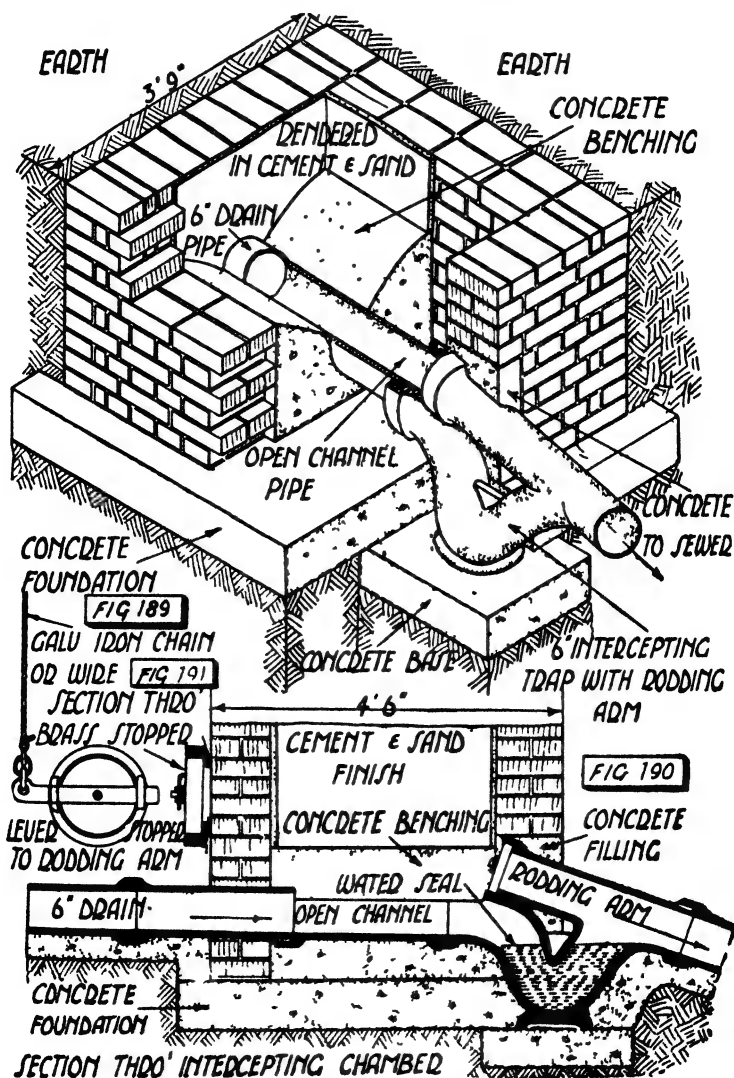 EARTH
EARTH
3' 9"
CONCRETE
BENCHING
RENDERED
IN CEMENT & SAND
6" DRAIN
PIPE
OPEN CHANNEL
PIPE
CONCRETE
TO SEWER
CONCRETE
FOUNDATION
CONCRETE BASE
6" INTERCEPTING
TRAP WITH RODDING
ARM
FIG 189
GALV IRON CHAIN
OR WIRE
FIG 191
SECTION THRO'
BRASS STOPPER
LEVER STOPPER
TO RODDING ARM
4' 6"
CEMENT & SAND
FINISH
FIG 190
CONCRETE BENCHING
CONCRETE
FILLING
WATER SEAL
RODDING ARM
6" DRAIN
OPEN CHANNEL
CONCRETE
FOUNDATION
SECTION THRO' INTERCEPTING CHAMBER